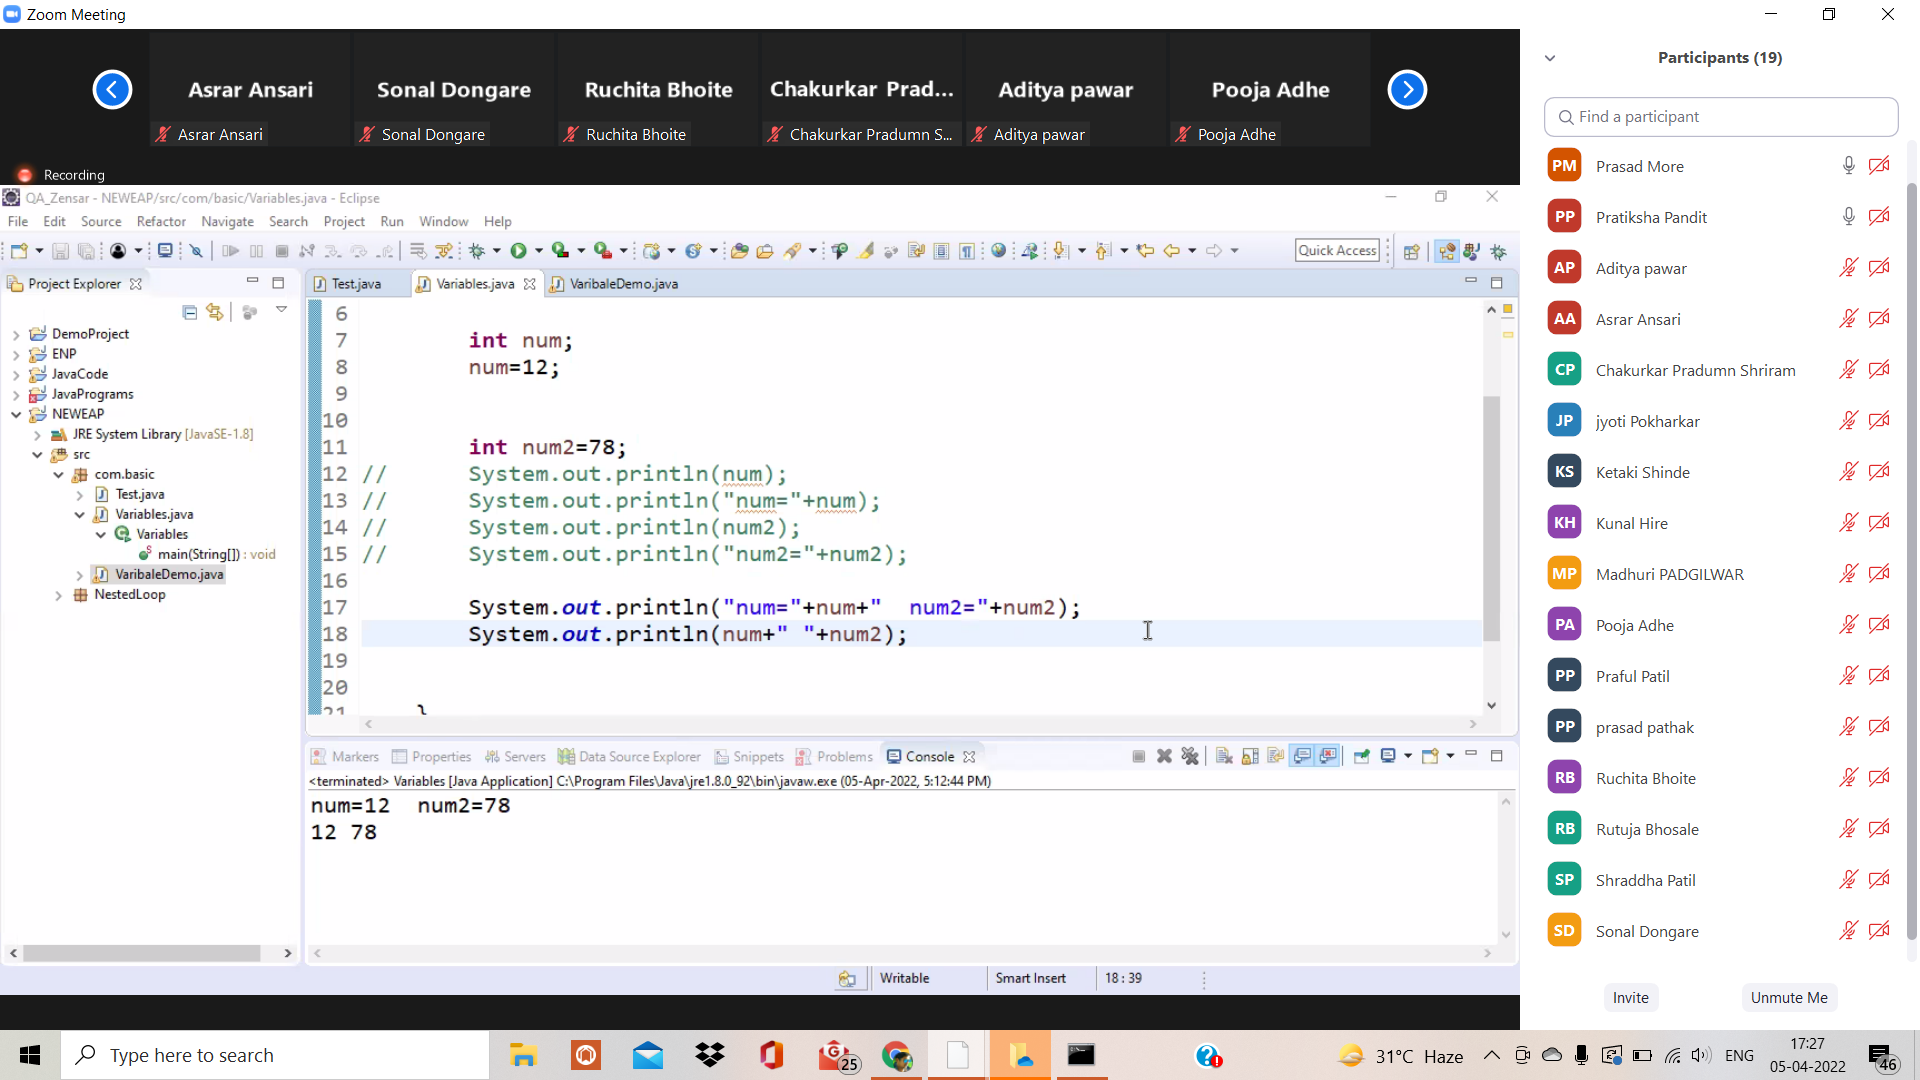 Zoom Meeting
Asrar Ansari
Sonal Dongare
Ruchita Bhoite
Chakurkar Prad...
Aditya pawar
Pooja Adhe
Asrar Ansari
Sonal Dongare
Ruchita Bhoite
Chakurkar Pradumn S...
Aditya pawar
Pooja Adhe
Recording
QA_Zensar - NEWEAP/src/com/basic/Variables.java - Eclipse
File Edit Source Refactor Navigate Search Project Run Window Help
Quick Access
Project Explorer
DemoProject
ENP
JavaCode
JavaPrograms
NEWEAP
JRE System Library [JavaSE-1.8]
src
com.basic
Test.java
Variables.java
Variables
main(String[]) : void
VaribaleDemo.java
NestedLoop
Test.java
Variables.java
VaribaleDemo.java
6
7 int num;
8 num=12;
9
10
11 int num2=78;
12 // System.out.println(num);
13 // System.out.println("num="+num);
14 // System.out.println(num2);
15 // System.out.println("num2="+num2);
16
17 System.out.println("num="+num+"  num2="+num2);
18 System.out.println(num+" "+num2);
19
20
21 }
Markers Properties Servers Data Source Explorer Snippets Problems Console
<terminated> Variables [Java Application] C:\Program Files\Java\jre1.8.0_92\bin\javaw.exe (05-Apr-2022, 5:12:44 PM)
num=12  num2=78
12 78
Writable Smart Insert 18 : 39
Participants (19)
Find a participant
PM Prasad More
PP Pratiksha Pandit
AP Aditya pawar
AA Asrar Ansari
CP Chakurkar Pradumn Shriram
JP jyoti Pokharkar
KS Ketaki Shinde
KH Kunal Hire
MP Madhuri PADGILWAR
PA Pooja Adhe
PP Praful Patil
PP prasad pathak
RB Ruchita Bhoite
RB Rutuja Bhosale
SP Shraddha Patil
SD Sonal Dongare
Invite Unmute Me
Type here to search
25
31°C Haze
ENG
17:27
05-04-2022
46